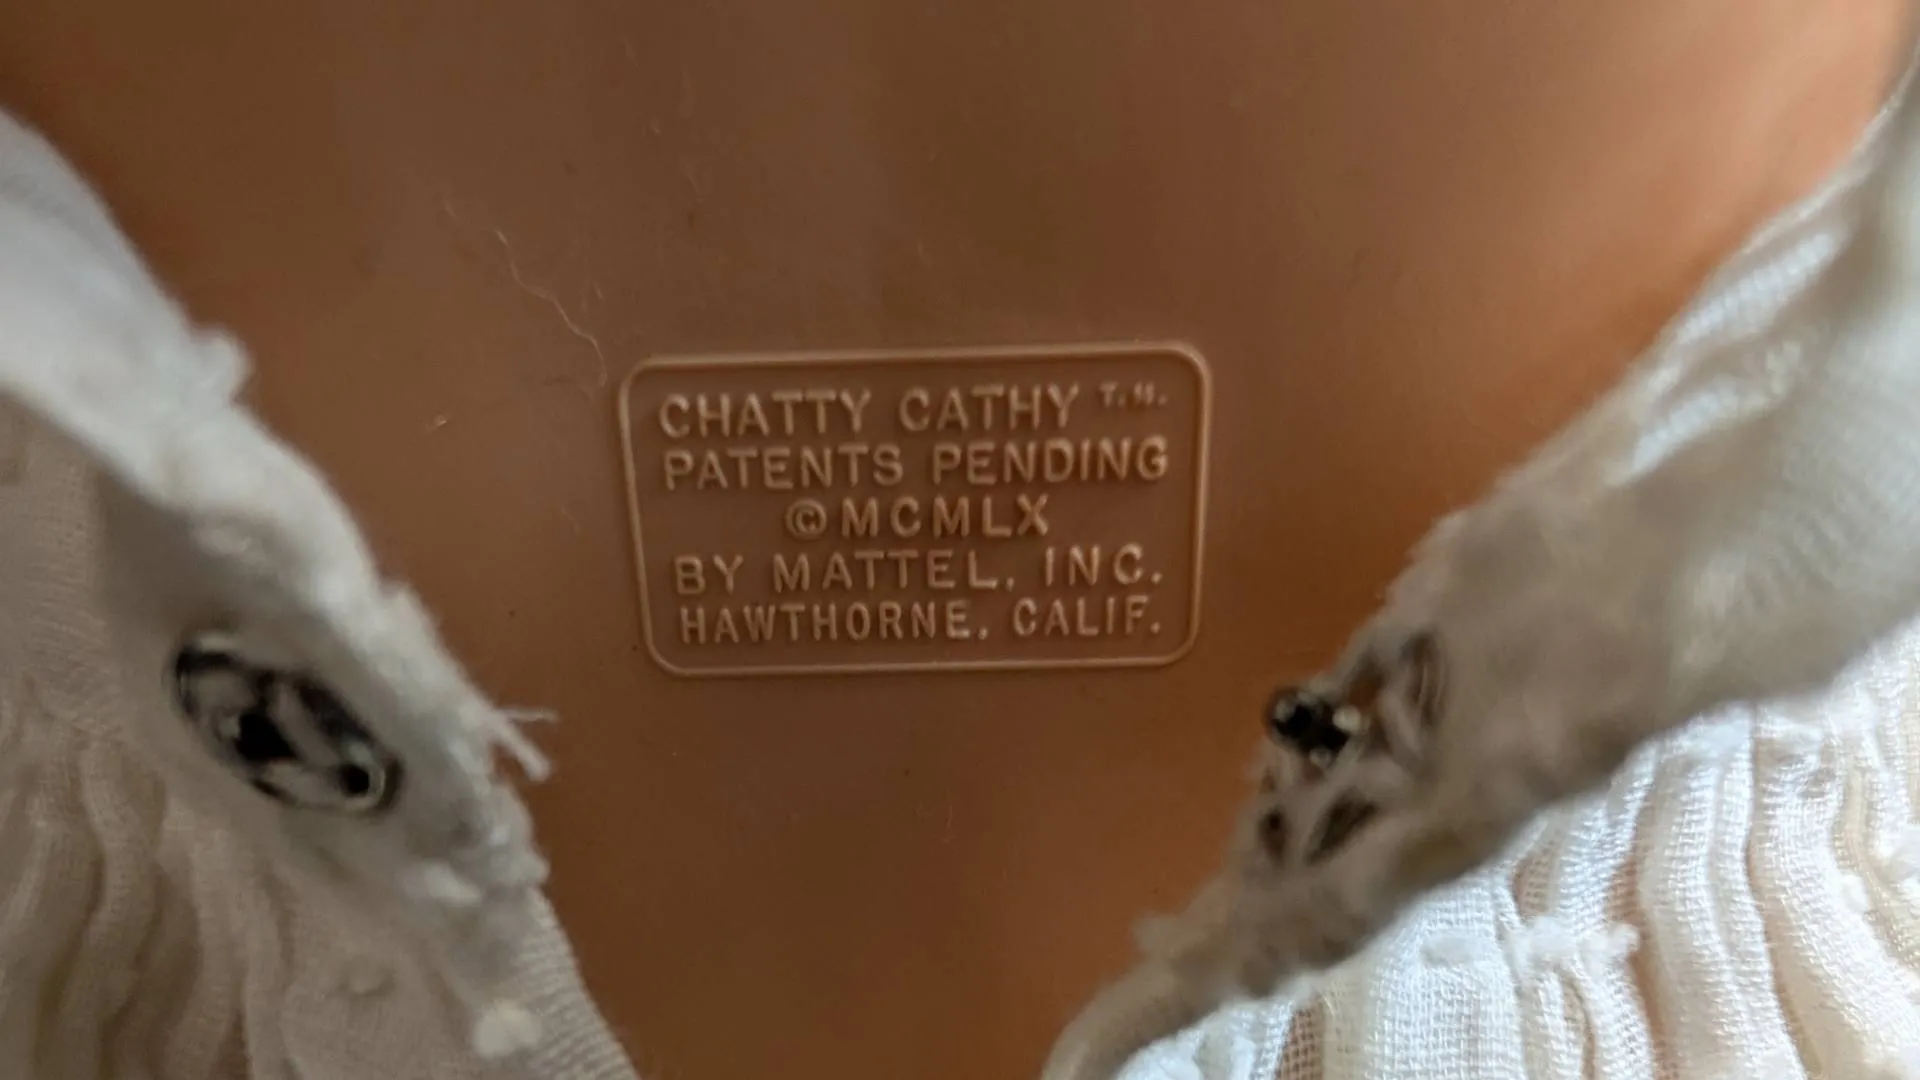 CHATTY CATHY T.M.
PATENTS PENDING
©MCMLX
BY MATTEL, INC.
HAWTHORNE, CALIF.